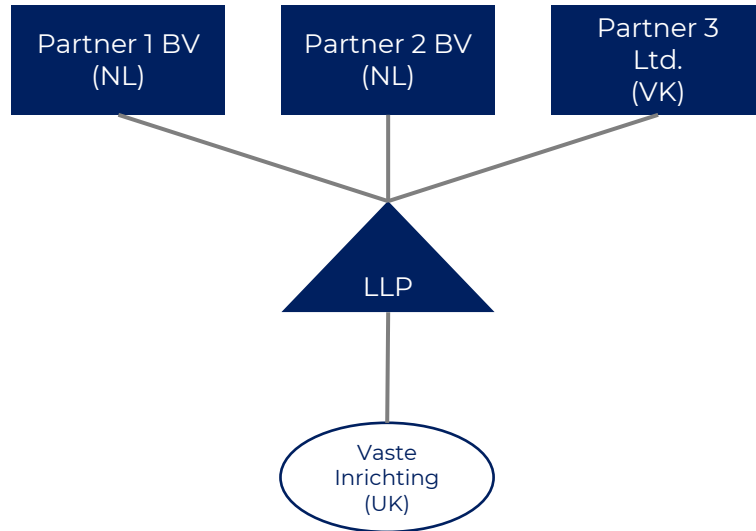 Partner 1 BV
(NL)
Partner 2 BV
(NL)
Partner 3
Ltd.
(VK)
LLP
Vaste
Inrichting
(UK)